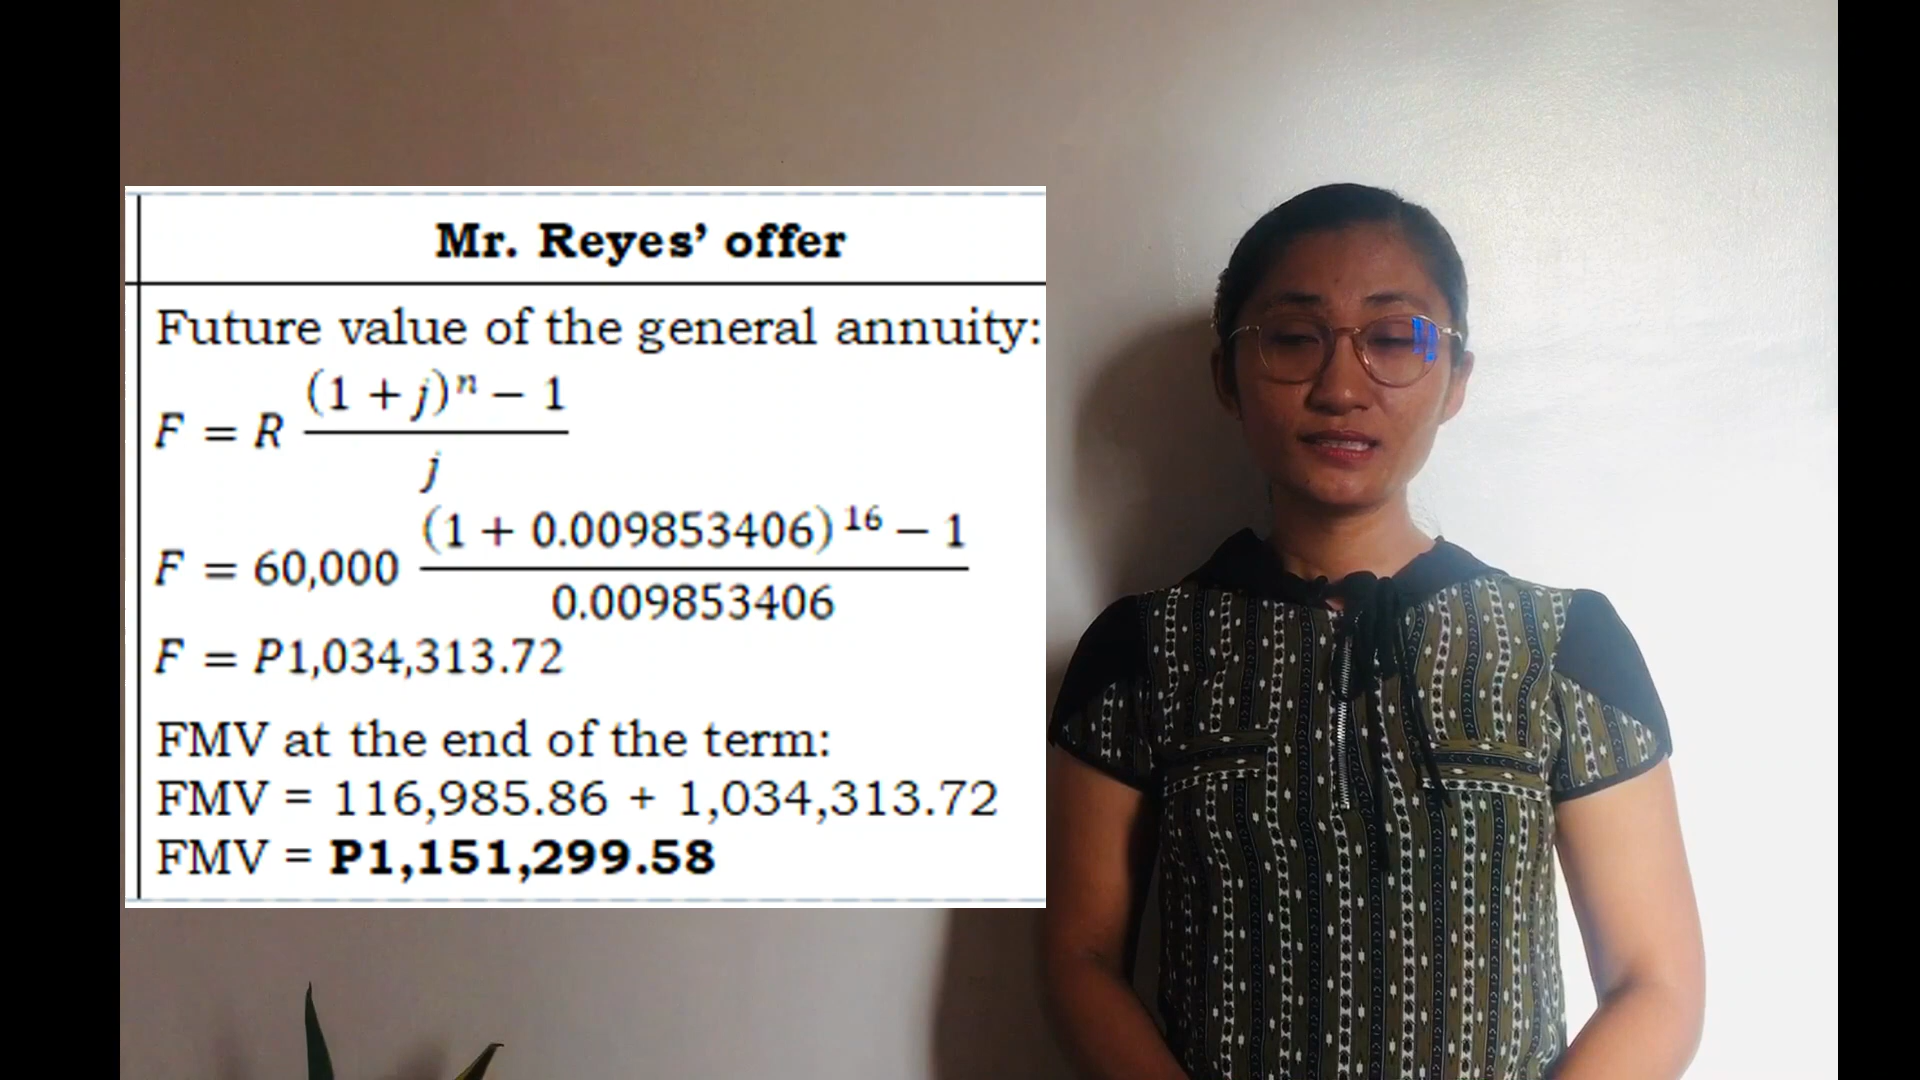 Mr. Reyes’ offer
Future value of the general annuity:
F = R ((1 + j)ⁿ − 1) / j
F = 60,000 ((1 + 0.009853406)¹⁶ − 1) / 0.009853406
F = P1,034,313.72
FMV at the end of the term:
FMV = 116,985.86 + 1,034,313.72
FMV = P1,151,299.58